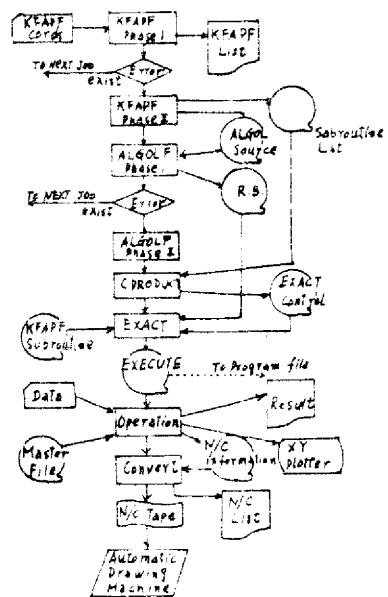 KFAPF
Cards
KFAPF
Phase I
KFAPF
List
TO NEXT JOB
exist
Error
KFAPF
Phase II
ALGOL
Source
Subroutine
List
ALGOLF
Phase I
R.B
TO NEXT JOB
exist
Error
ALGOLF
Phase II
CPRODUCT
EXACT
Control
KFAPF
Subroutine
EXACT
EXECUTE
To Program file
Data
Result
Operation
Master
File
N/C
information
XY
Plotter
Convert
N/C Tape
N/C
List
Automatic
Drawing
Machine